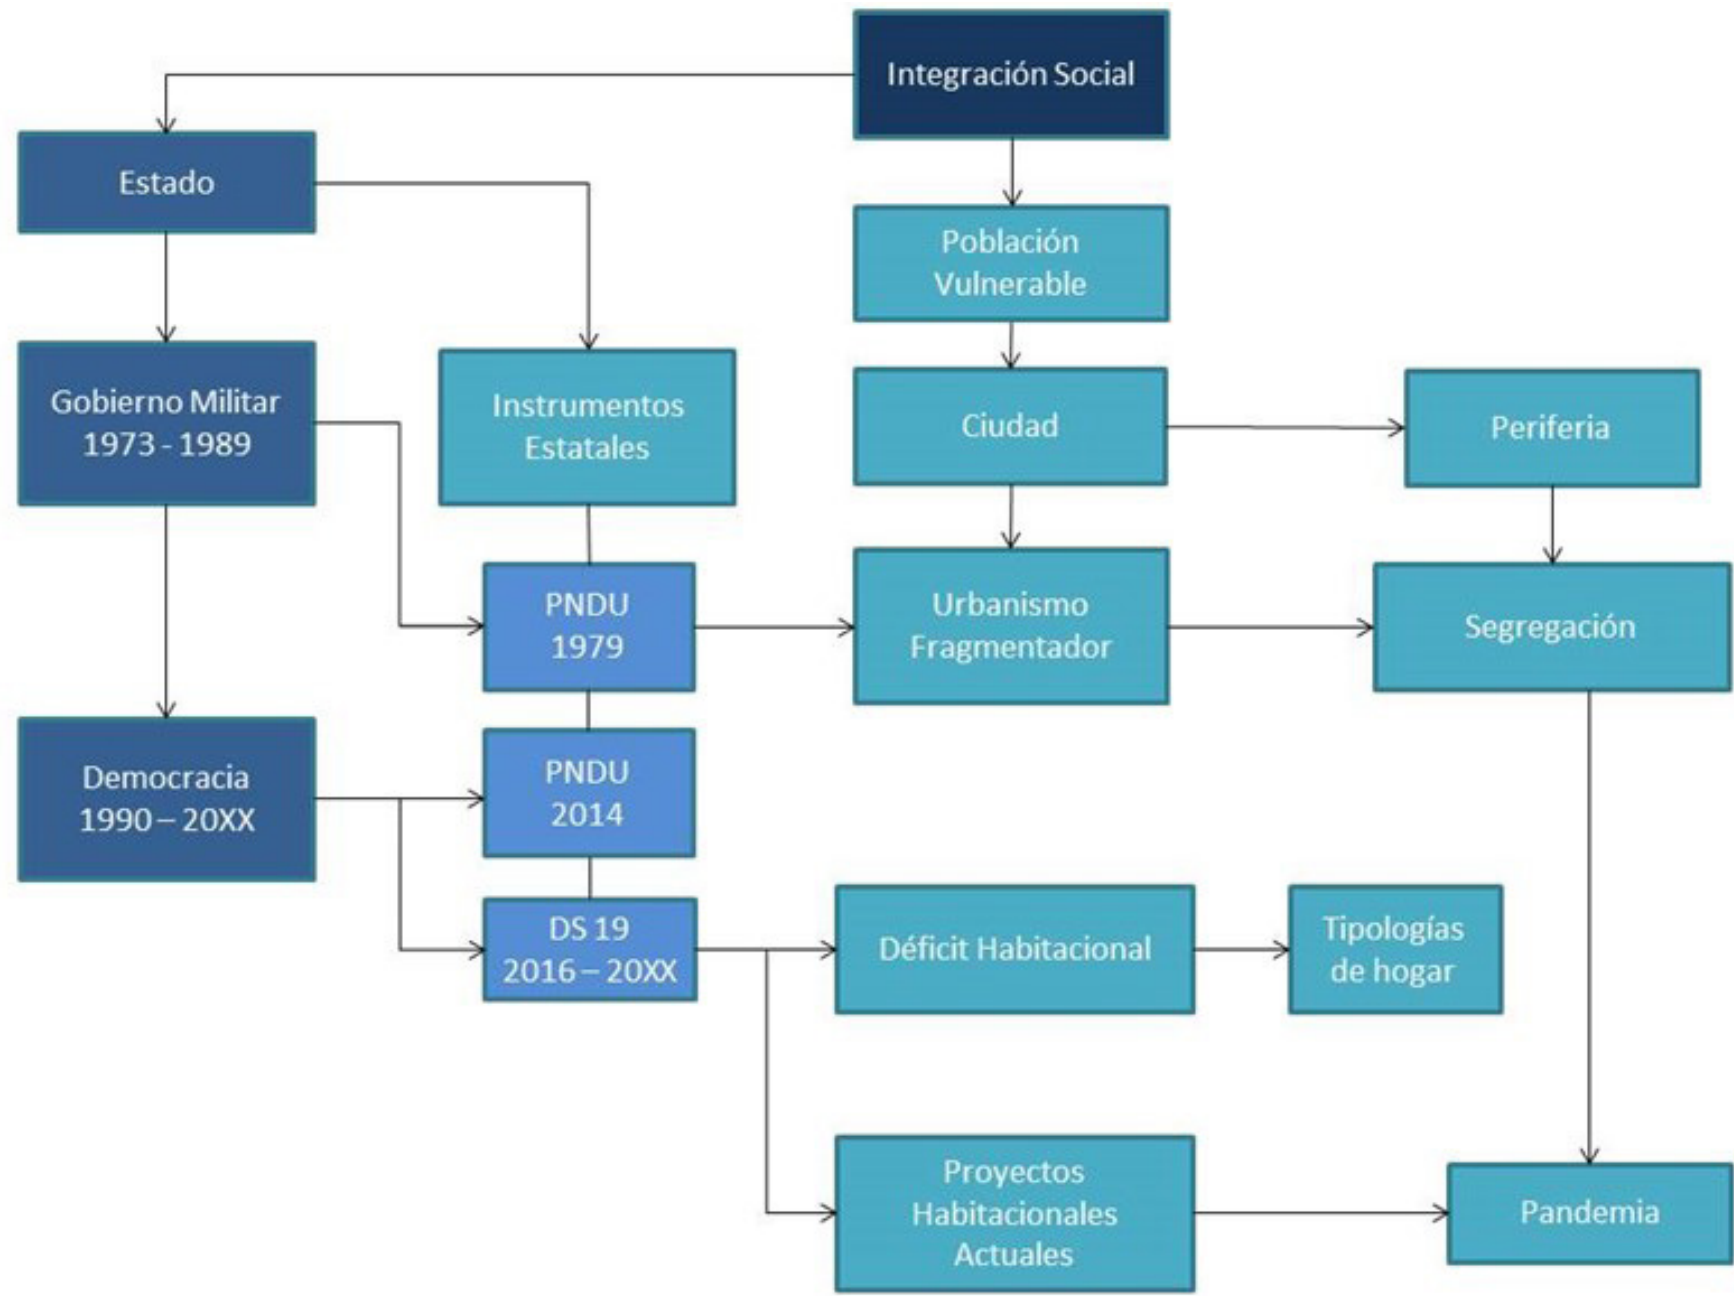 Integración Social
Estado
Población
Vulnerable
Gobierno Militar
1973 - 1989
Instrumentos
Estatales
Ciudad
Periferia
PNDU
1979
Urbanismo
Fragmentador
Segregación
Democracia
1990 – 20XX
PNDU
2014
DS 19
2016 – 20XX
Déficit Habitacional
Tipologías
de hogar
Proyectos
Habitacionales
Actuales
Pandemia